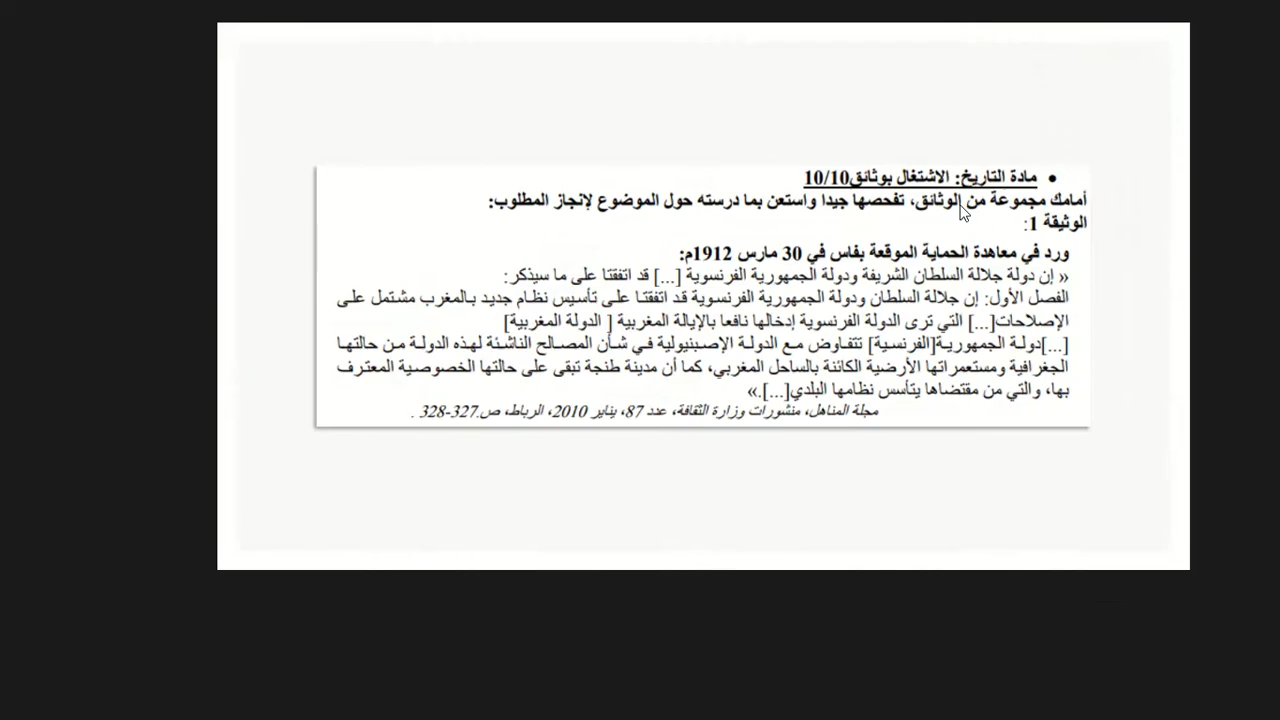 • مادة التاريخ: الاشتغال بوثائق10/10
أمامك مجموعة من الوثائق، تفحصها جيدا واستعن بما درسته حول الموضوع لإنجاز المطلوب:
الوثيقة 1:
ورد في معاهدة الحماية الموقعة بفاس في 30 مارس 1912م:
« إن دولة جلالة السلطان الشريفة ودولة الجمهورية الفرنسوية [...] قد اتفقتا على ما سيذكر:
الفصل الأول: إن جلالة السلطان ودولة الجمهورية الفرنسوية قد اتفقتا على تأسيس نظام جديد بالمغرب مشتمل على
الإصلاحات[...] التي ترى الدولة الفرنسوية إدخالها نافعا بالإيالة المغربية [ الدولة المغربية]
[...]دولة الجمهورية[الفرنسية] تتفاوض مع الدولة الإصبنيولية في شأن المصالح الناشئة لهذه الدولة من حالتها
الجغرافية ومستعمراتها الأرضية الكائنة بالساحل المغربي، كما أن مدينة طنجة تبقى على حالتها الخصوصية المعترف
بها، والتي من مقتضاها يتأسس نظامها البلدي[...].»
مجلة المناهل، منشورات وزارة الثقافة، عدد 87، يناير 2010، الرباط، ص.327-328 .